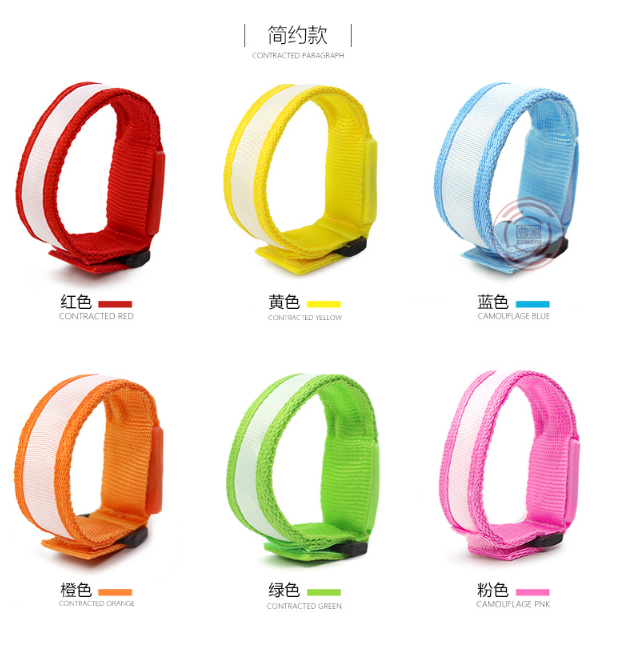 简约款
CONTRACTED PARAGRAPH
ZUNXIN
红色
CONTRACTED RED
黄色
CONTRACTED YELLOW
蓝色
CAMOUFLAGE BLUE
橙色
CONTRACTED ORANGE
绿色
CONTRACTED GREEN
粉色
CAMOUFLAGE PNK